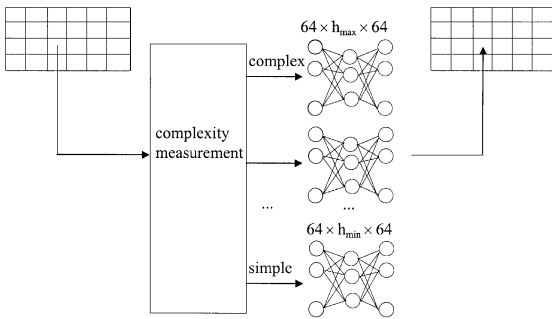 64 × h_max × 64
complex
complexity
measurement
...
...
64 × h_min × 64
simple